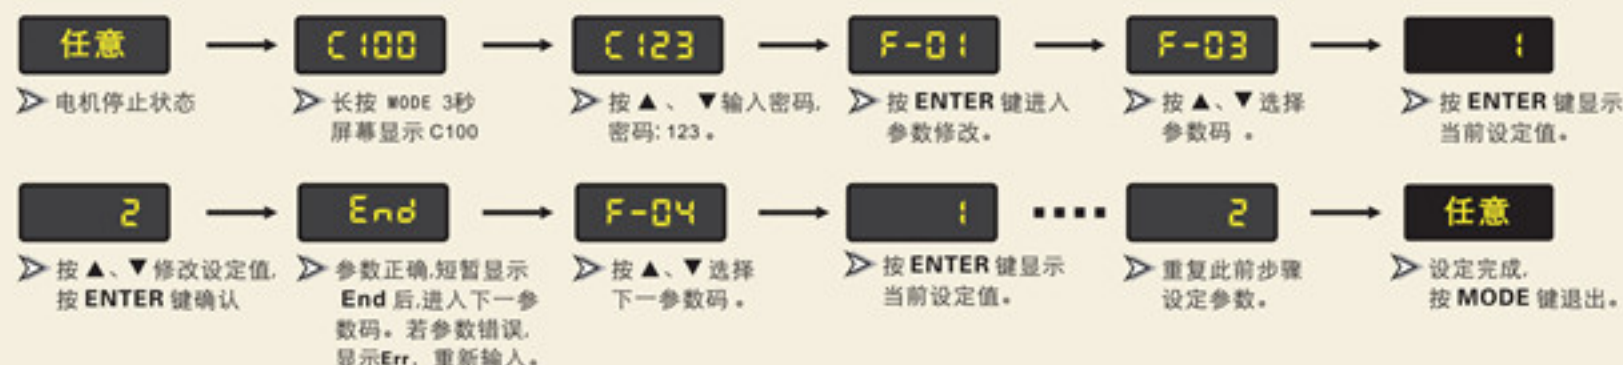 任意
C100
C123
F-01
F-03
1
电机停止状态
长按 MODE 3秒
屏幕显示 C100
按▲、▼输入密码.
密码: 123。
按 ENTER 键进入
参数修改。
按▲、▼选择
参数码 。
按 ENTER 键显示
当前设定值。
2
End
F-04
1
2
任意
按▲、▼修改设定值.
按 ENTER 键确认
参数正确.短暂显示
End 后.进入下一参
数码。若参数错误.
显示Err, 重新输入。
按▲、▼选择
下一参数码。
按 ENTER 键显示
当前设定值。
重复此前步骤
设定参数。
设定完成.
按 MODE 键退出。